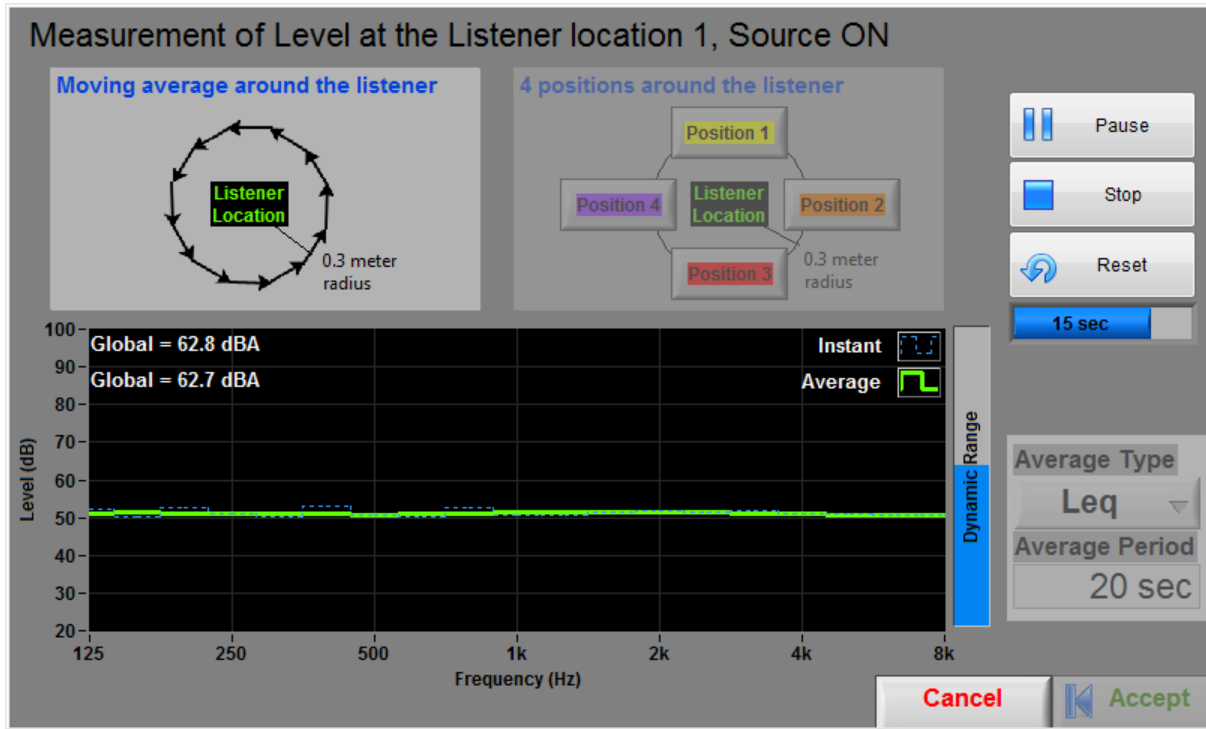 Measurement of Level at the Listener location 1, Source ON
Moving average around the listener
Listener
Location
0.3 meter
radius
4 positions around the listener
Position 1
Position 4
Listener
Location
Position 2
Position 3
0.3 meter
radius
Pause
Stop
Reset
15 sec
Global = 62.8 dBA
Global = 62.7 dBA
Instant
Average
Level (dB)
100
90
80
70
60
50
40
30
20
125 250 500 1k 2k 4k 8k
Frequency (Hz)
Dynamic Range
Average Type
Leq
Average Period
20 sec
Cancel
Accept